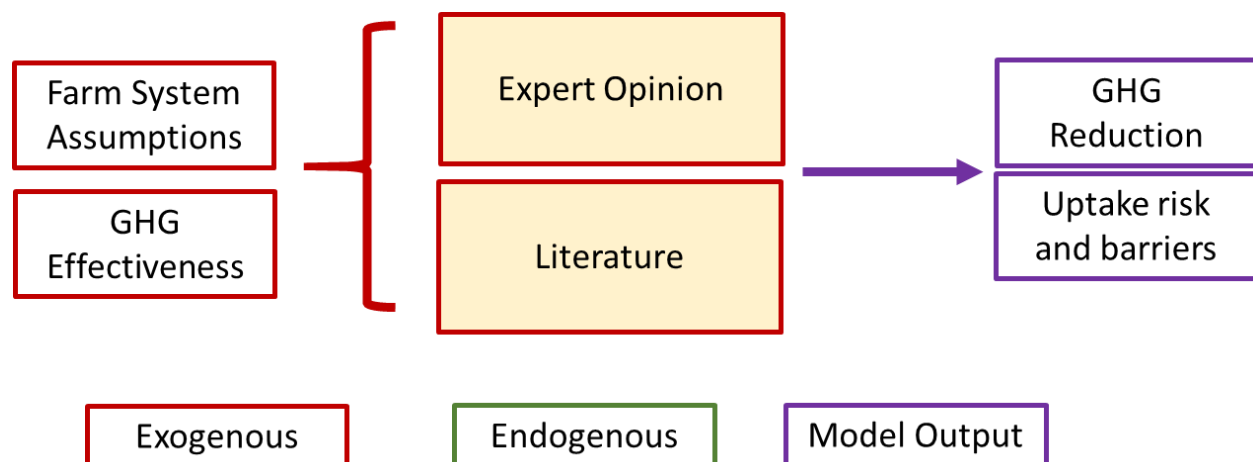 Farm System
Assumptions
GHG
Effectiveness
Expert Opinion
Literature
GHG
Reduction
Uptake risk
and barriers
Exogenous
Endogenous
Model Output